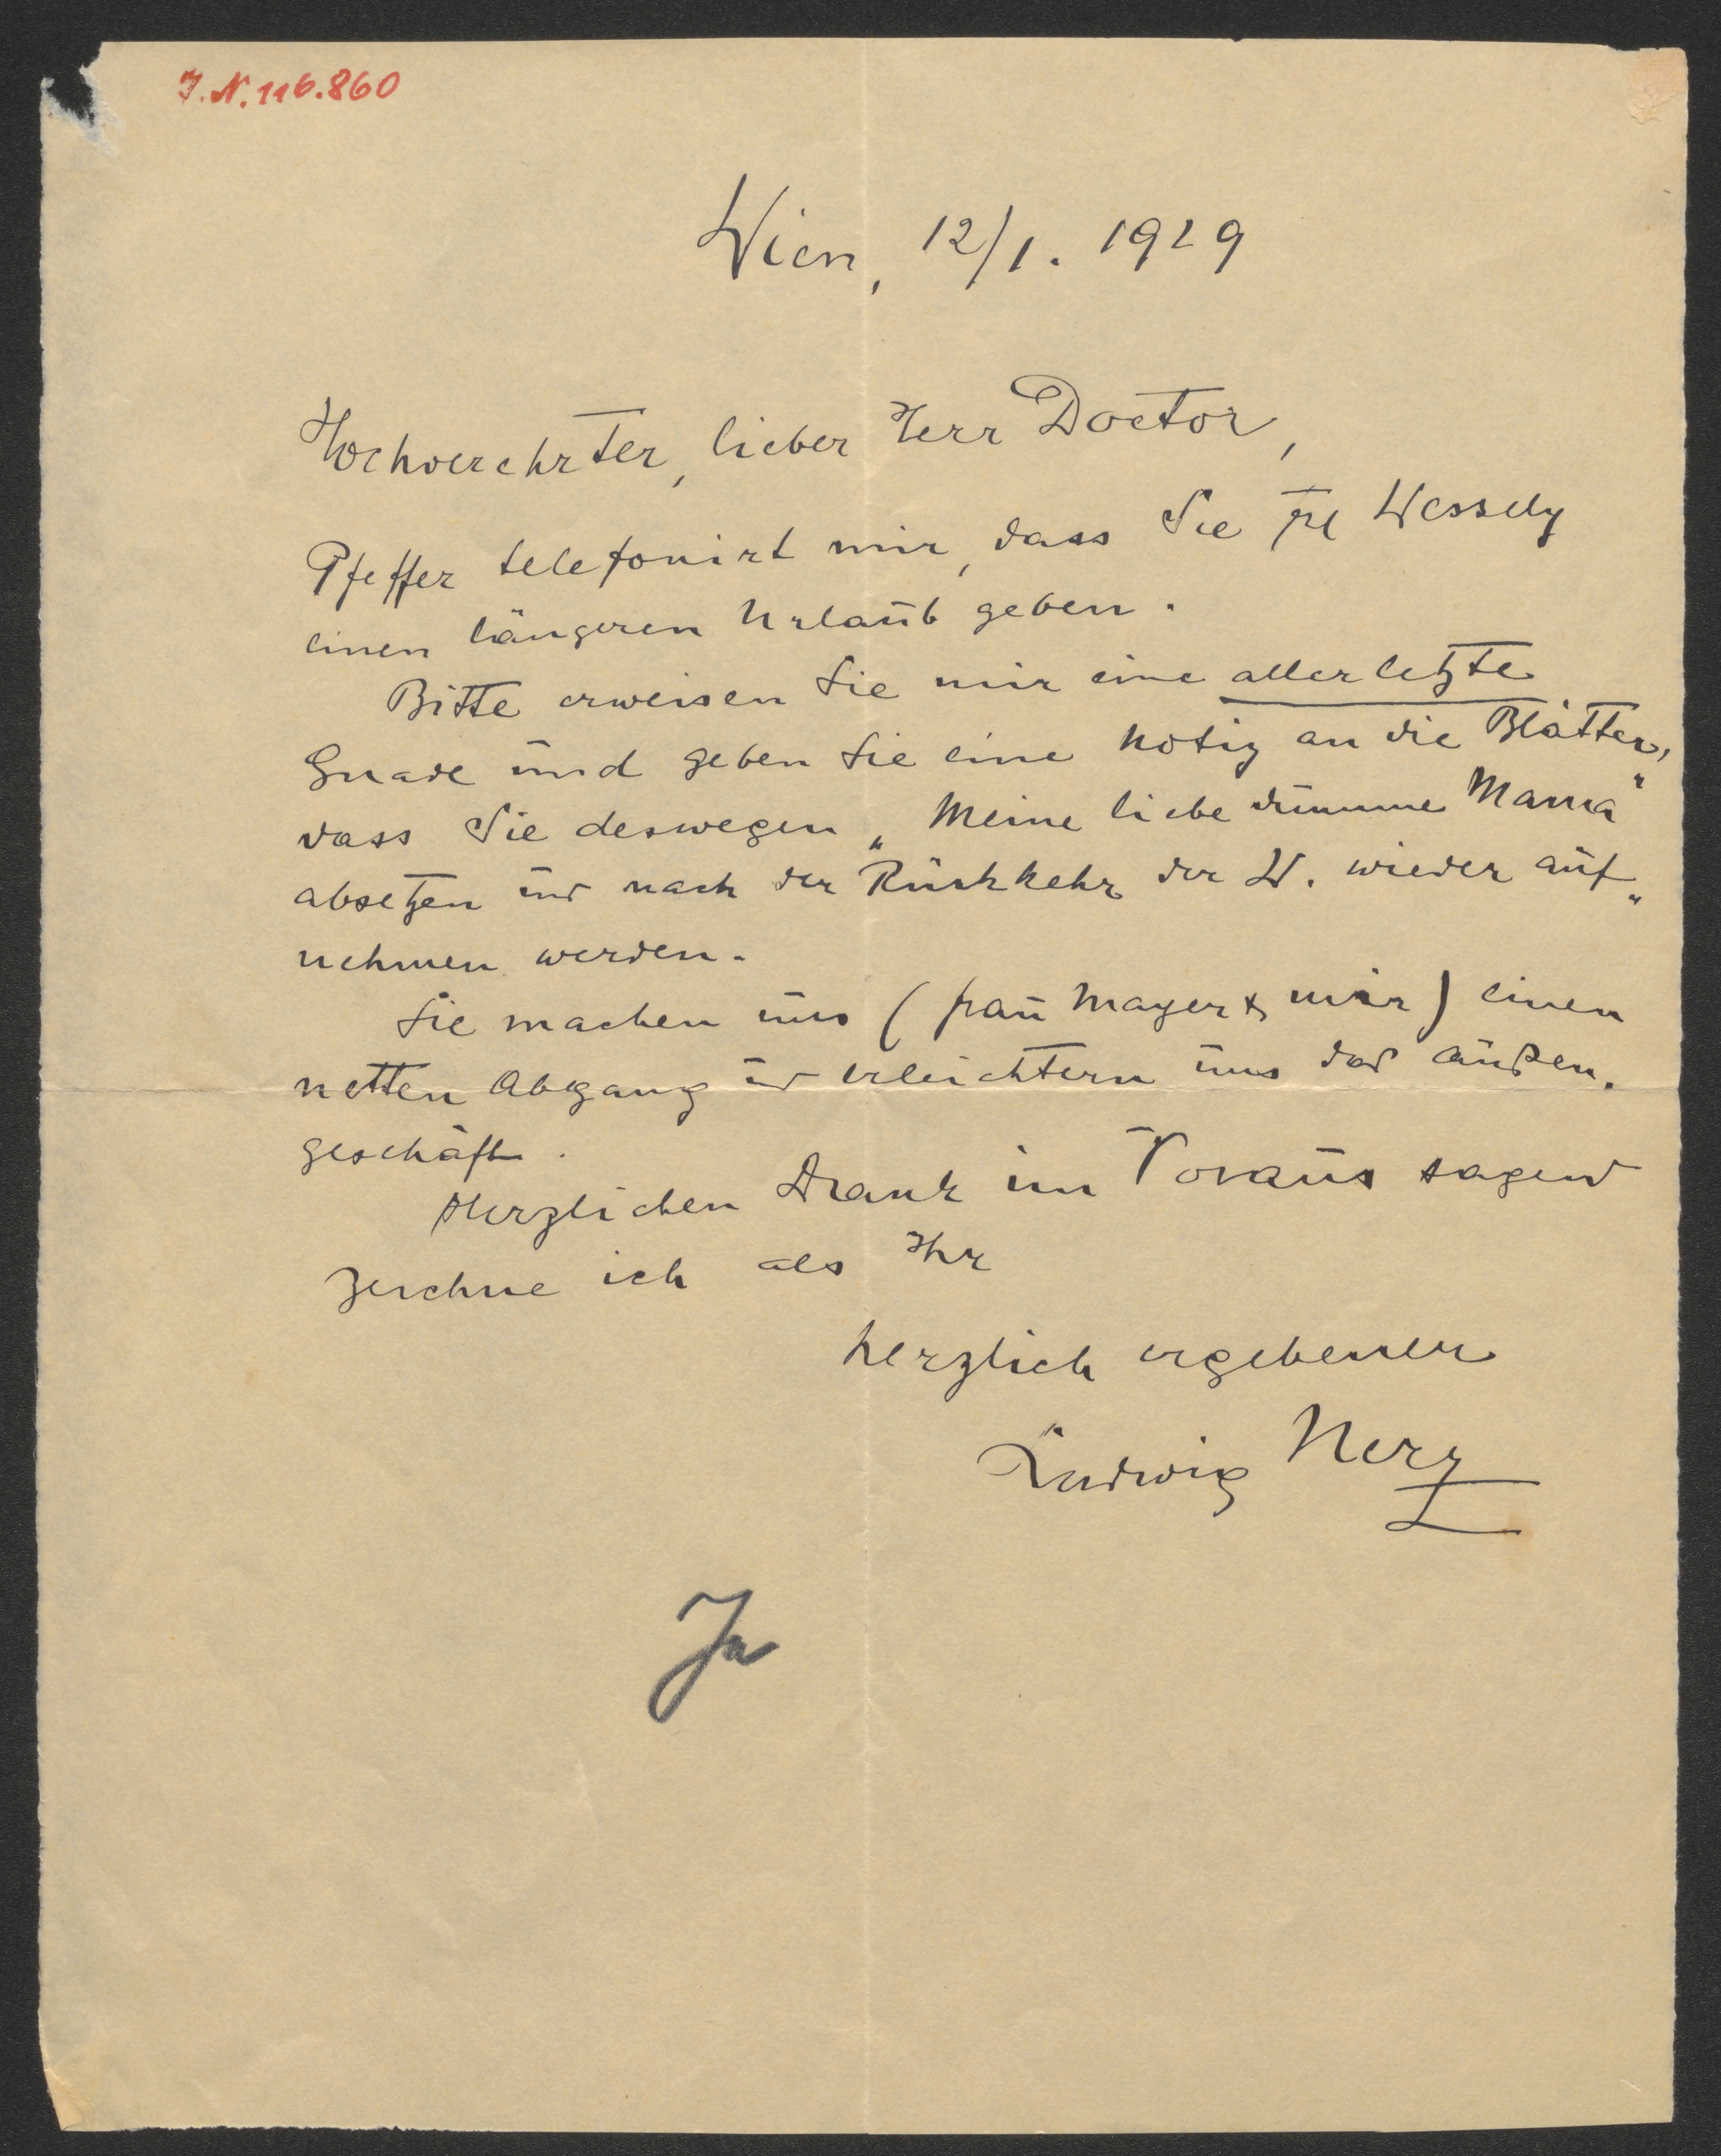 J.N.116.860
Wien, 12/1. 1929
Hochverehrter, lieber Herr Doctor,
Pfeffer telefonirt mir, dass Sie Frl Wessely
einen längeren Urlaub geben.
Bitte erweisen Sie mir eine allerletzte
Gnade und geben Sie eine Notiz an die Blätter,
dass Sie deswegen „Meine liebe dumme Mama"
absetzen und nach der Rückkehr der W. wieder auf„
nehmen werden.
Sie machen uns (Frau Mayer & mir) einen
netten Abgang und erleichtern uns das Außen.
geschäft.
Herzlichen Dank im Voraus sagend
zeichne ich als Ihr
herzlich ergebener
Ludwig Nerz
Ja